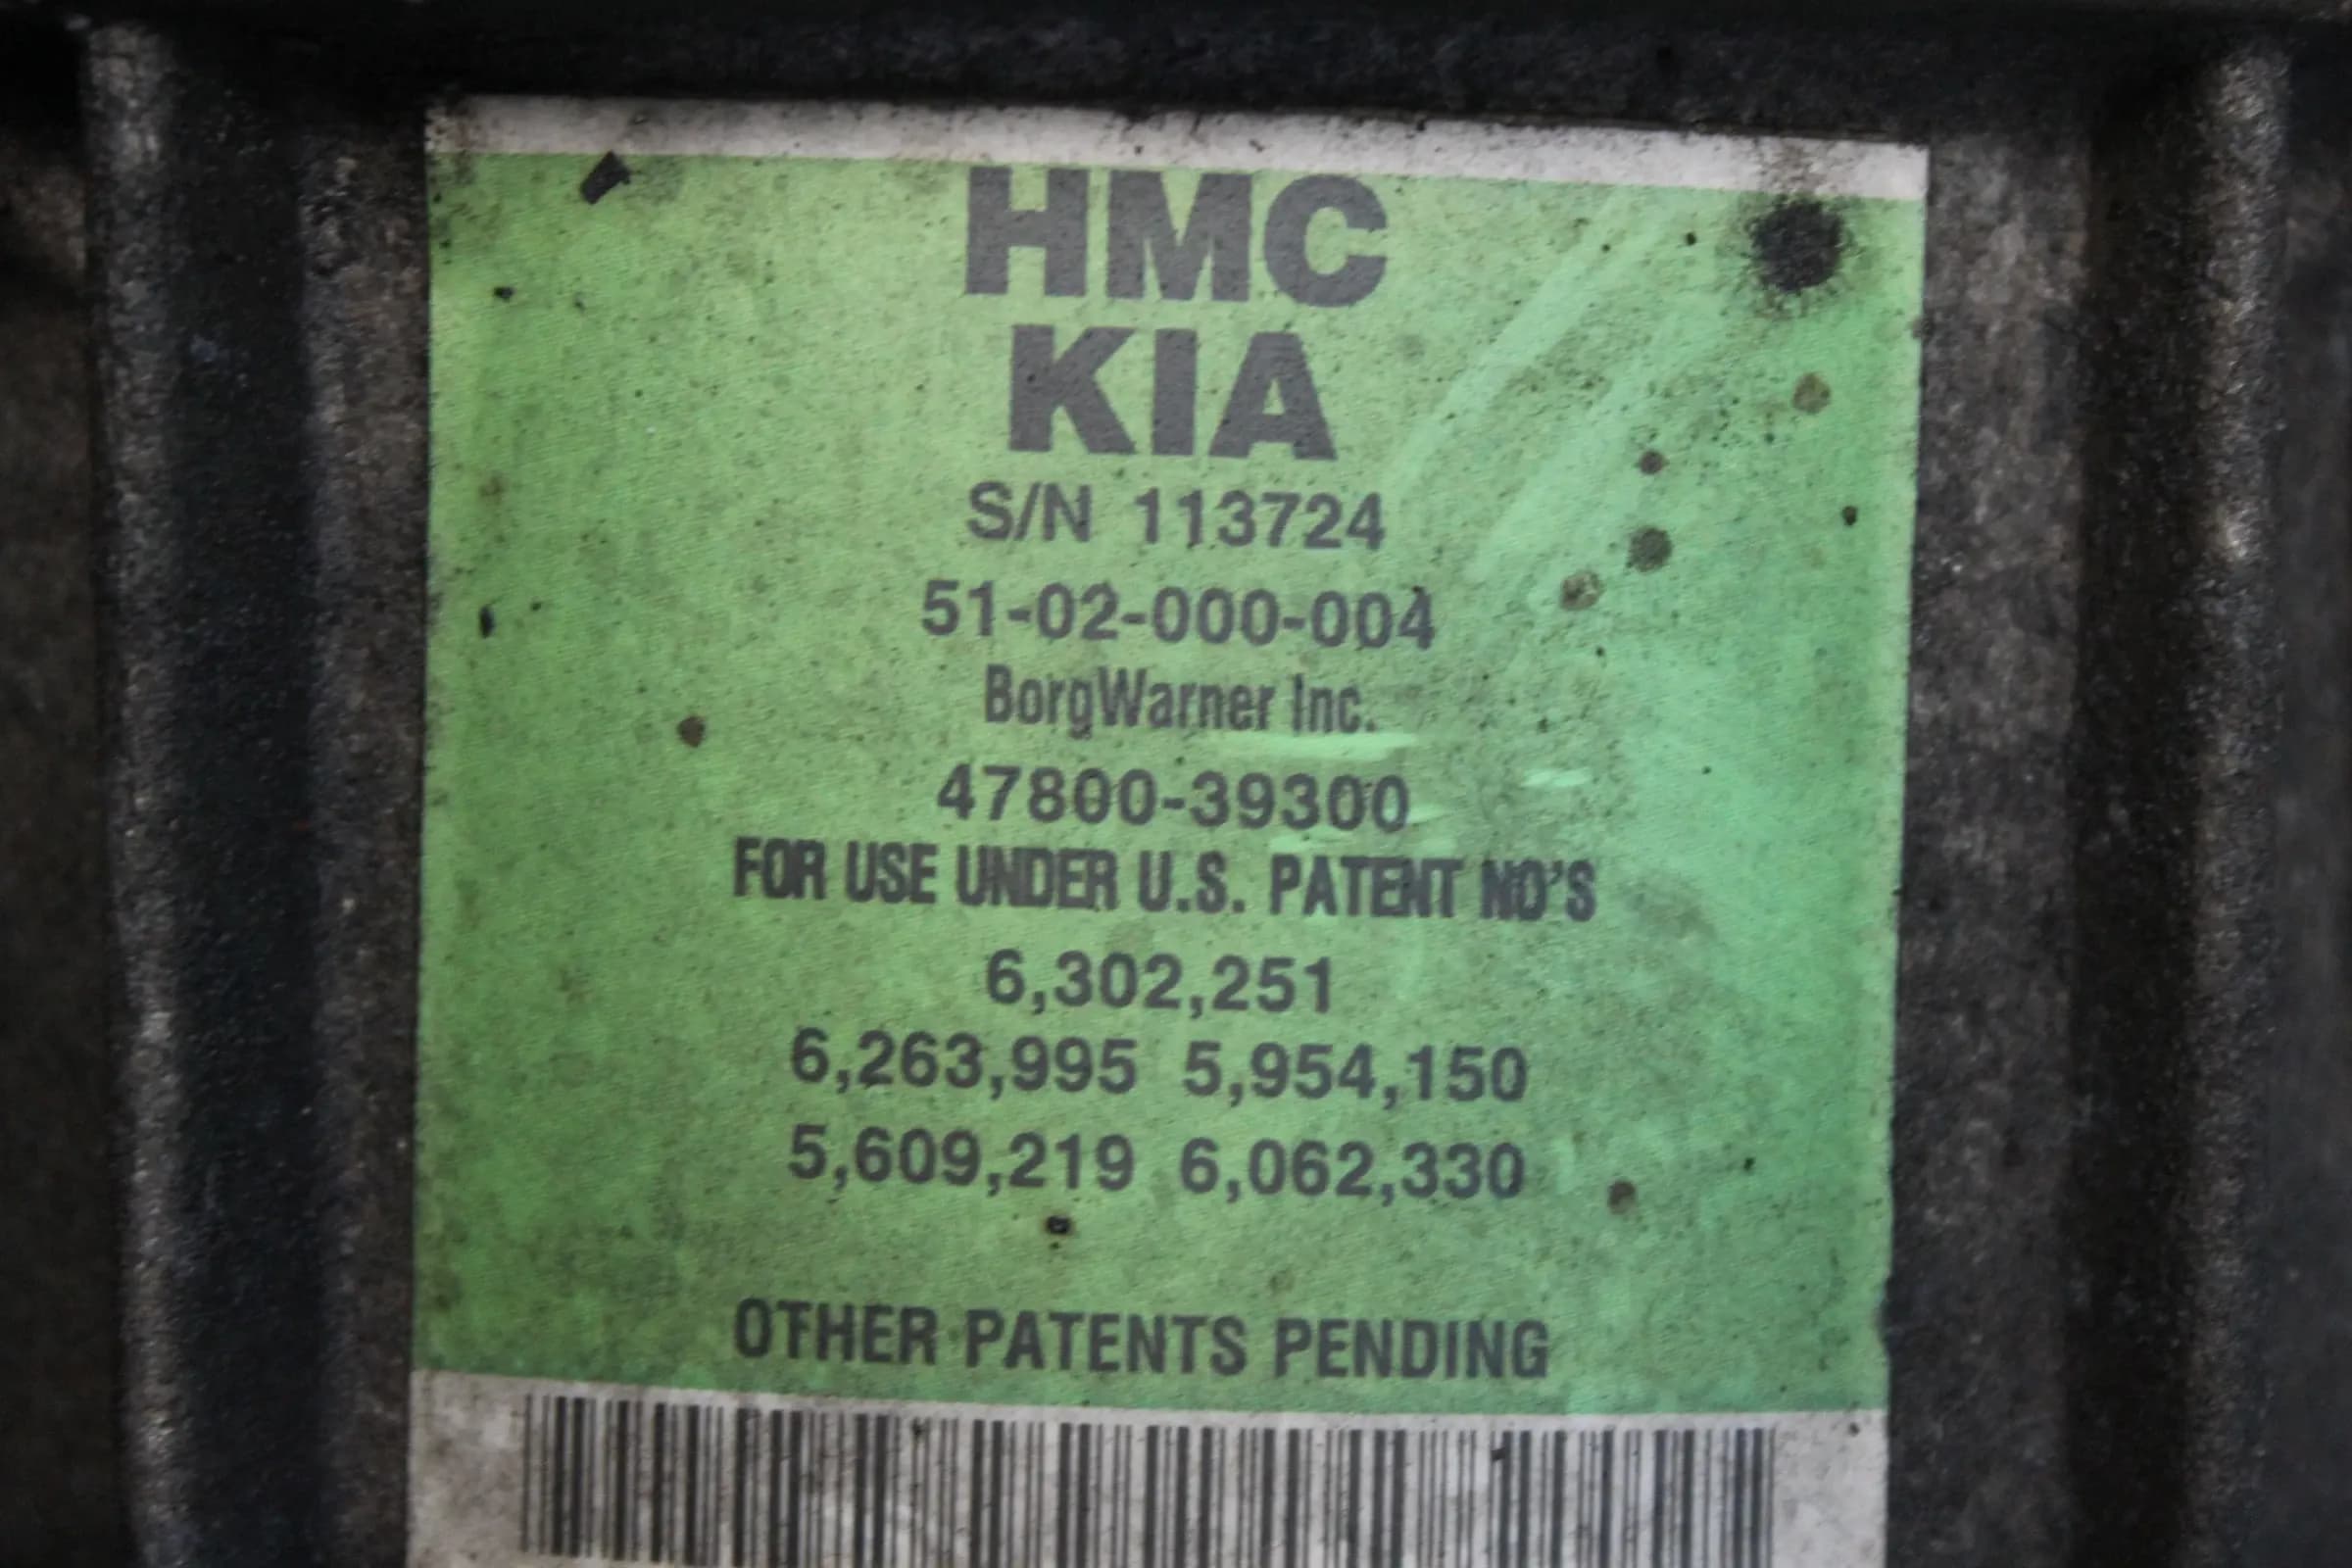 HMC
KIA
S/N 113724
51-02-000-004
BorgWarner Inc.
47800-39300
FOR USE UNDER U.S. PATENT NO'S
6,302,251
6,263,995 5,954,150
5,609,219 6,062,330
OTHER PATENTS PENDING